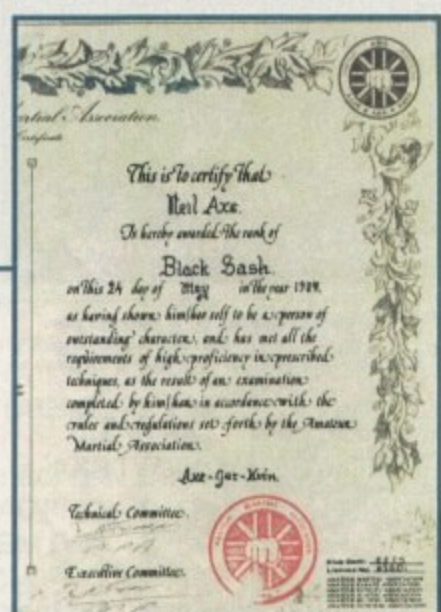 Martial Association.
Certificate
This is to certify that
Neil Axe.
Is hereby awarded the rank of
Black Sash.
on this 24 day of May in the year 1989.
as having shown him/her self to be a person of
outstanding character, and has met all the
requirements of high proficiency in prescribed
techniques, as the result of an examination
completed by him/her in accordance with the
rules and regulations set forth by the Amateur
Martial Association.
Technical Committee.
Executive Committee.